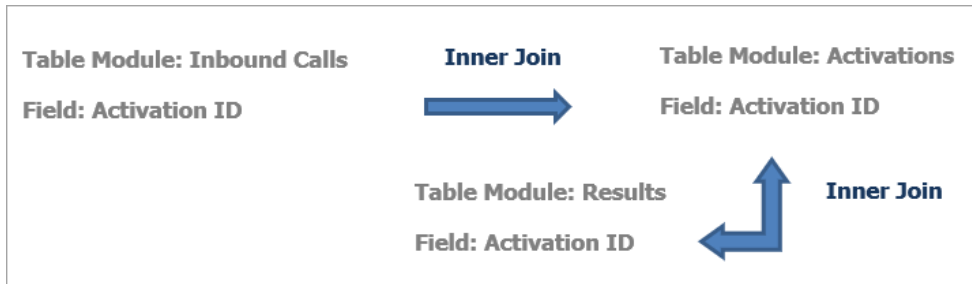 Table Module: Inbound Calls
Field: Activation ID
Inner Join
Table Module: Activations
Field: Activation ID
Table Module: Results
Field: Activation ID
Inner Join